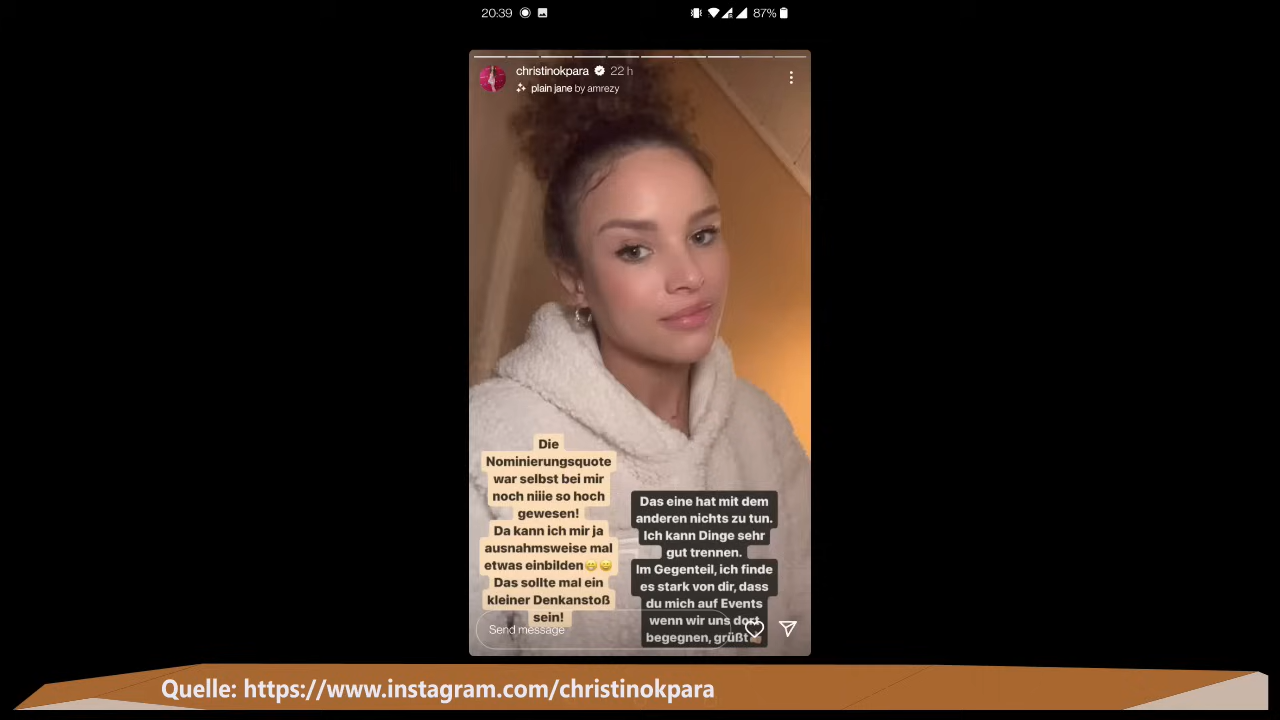 20:39
87%
christinokpara 22 h
plain jane by amrezy
Die
Nominierungsquote
war selbst bei mir
noch niiie so hoch
gewesen!
Da kann ich mir ja
ausnahmsweise mal
etwas einbilden😁😄
Das sollte mal ein
kleiner Denkanstoß
sein!
Das eine hat mit dem
anderen nichts zu tun.
Ich kann Dinge sehr
gut trennen.
Im Gegenteil, ich finde
es stark von dir, dass
du mich auf Events
wenn wir uns dort
begegnen, grüßt
Send message
Quelle: https://www.instagram.com/christinokpara